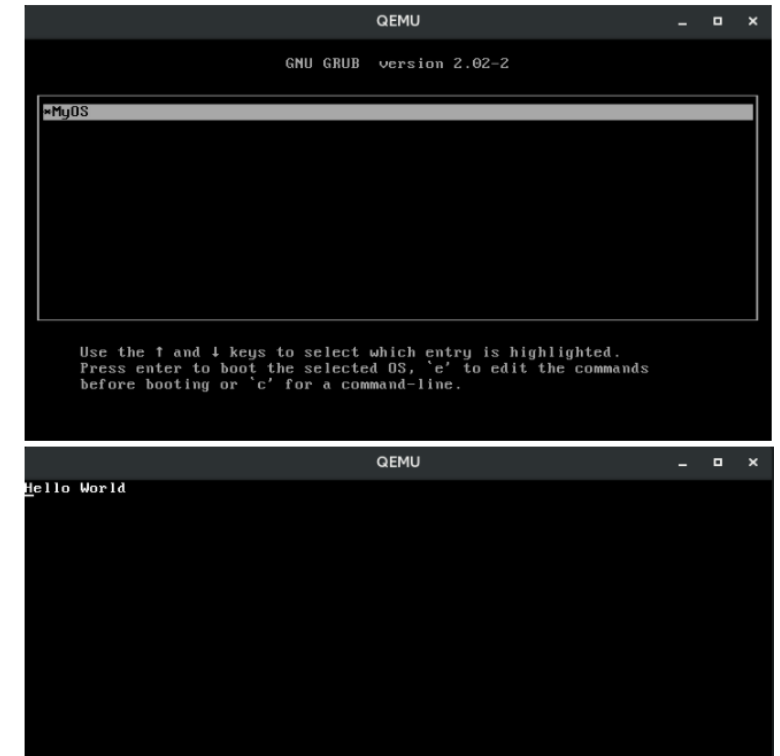 QEMU
GNU GRUB version 2.02-2
*MyOS
Use the ↑ and ↓ keys to select which entry is highlighted.
Press enter to boot the selected OS, `e' to edit the commands
before booting or `c' for a command-line.
QEMU
Hello World